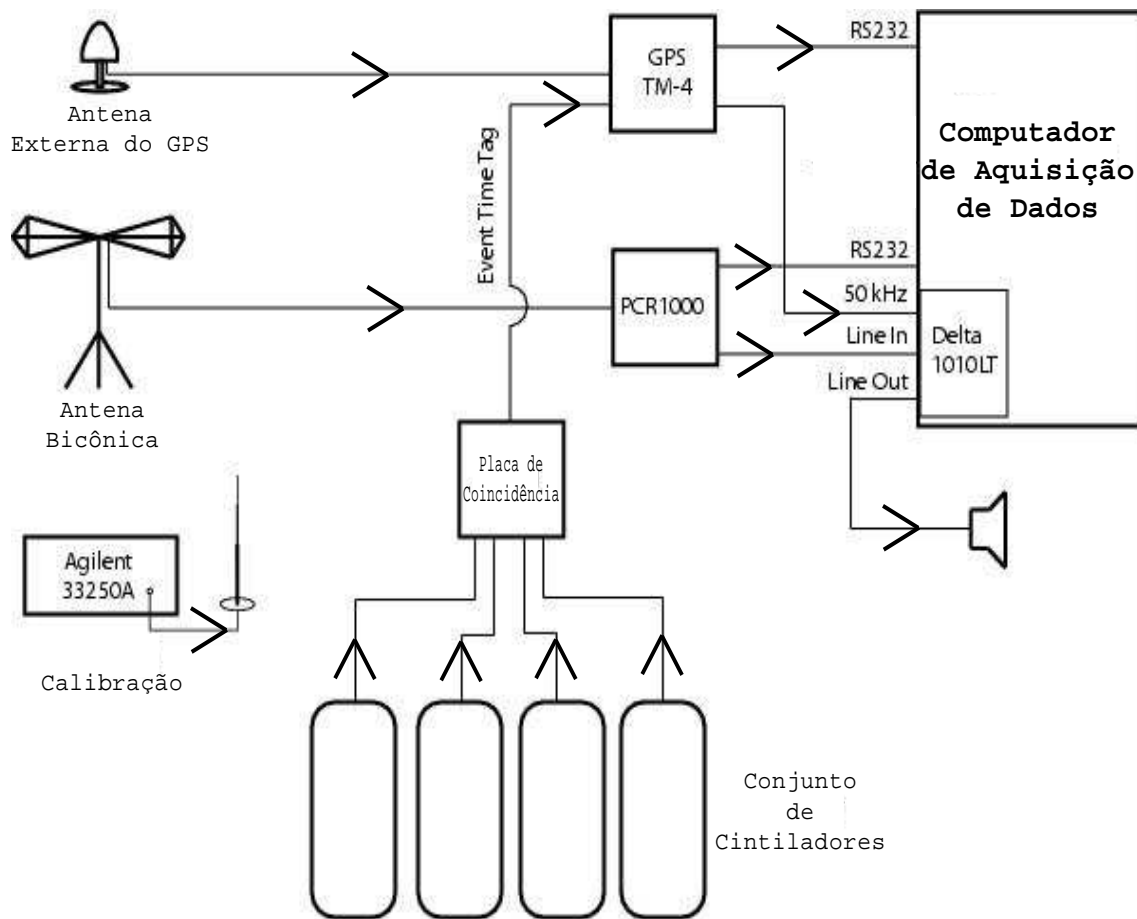 Antena
Externa do GPS
GPS
TM-4
RS232
Computador
de Aquisição
de Dados
Event Time Tag
Antena
Bicônica
PCR1000
RS232
50 kHz
Line In
Line Out
Delta
1010LT
Placa de
Coincidência
Agilent
33250A
Calibração
Conjunto
de
Cintiladores